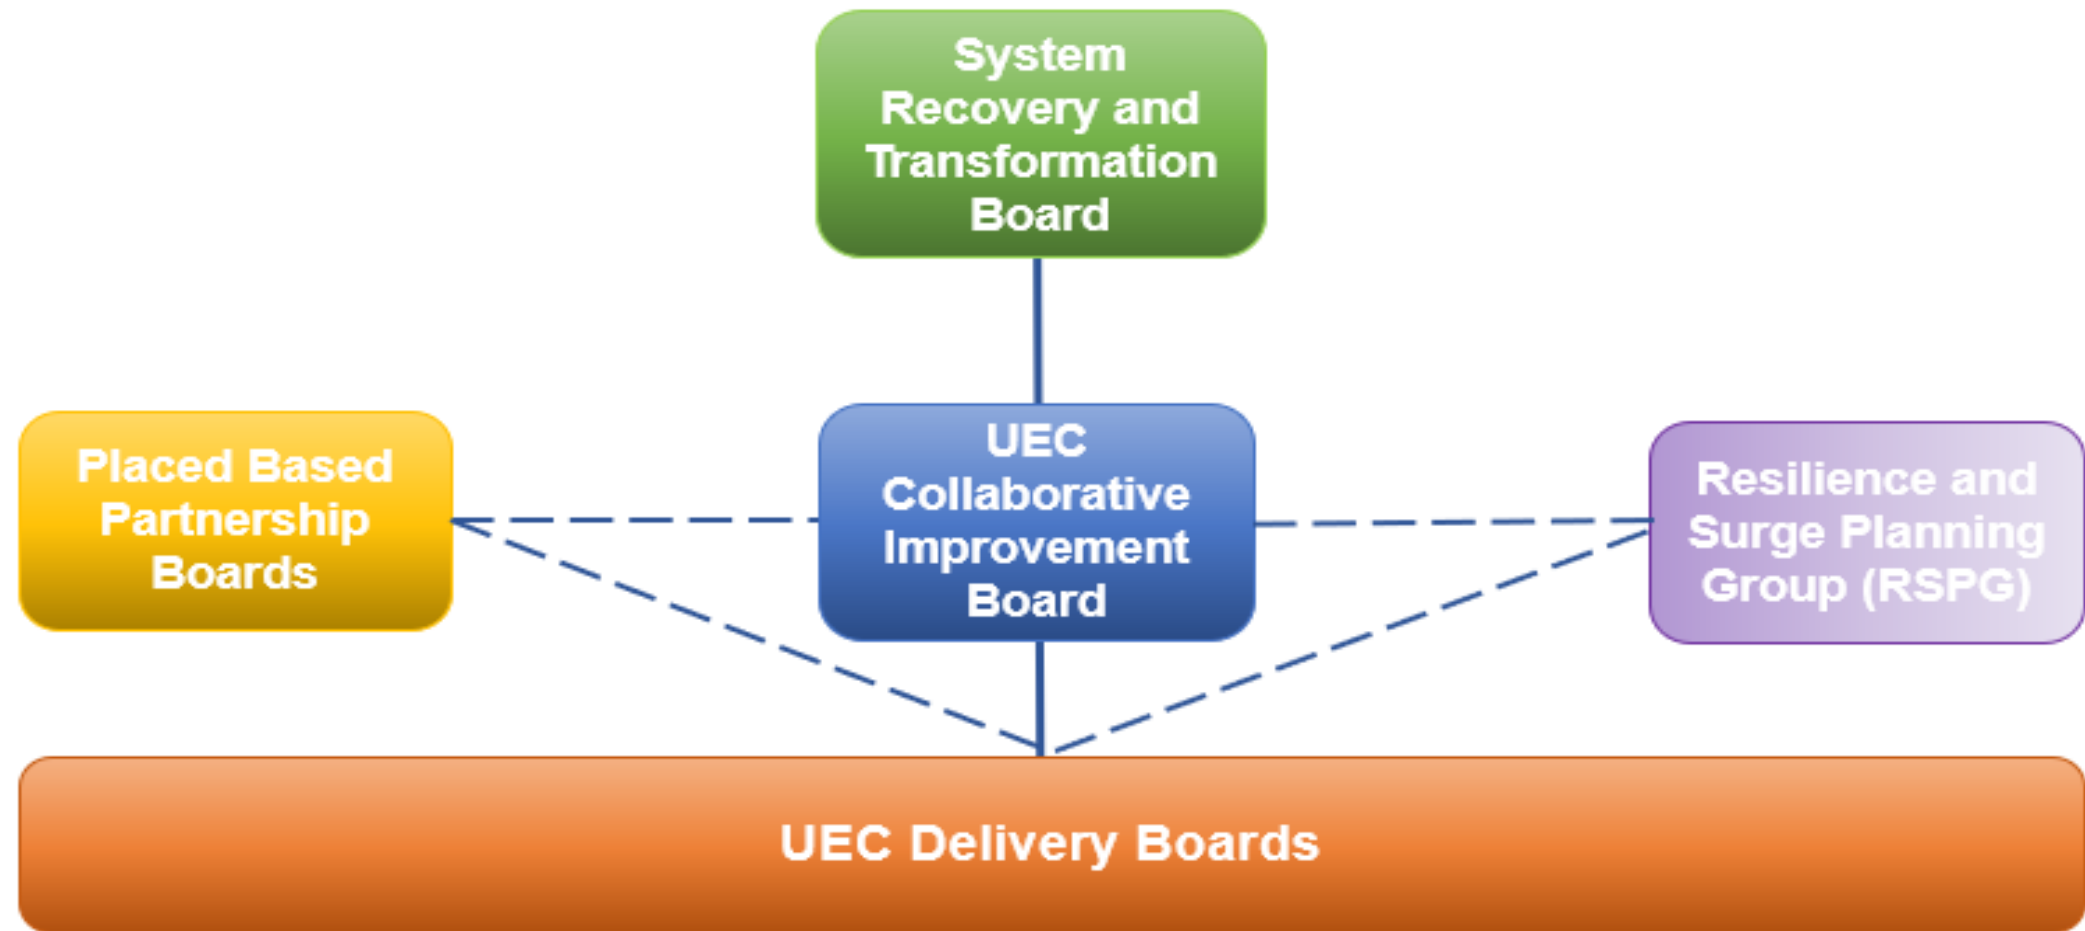 System
Recovery and
Transformation
Board
Placed Based
Partnership
Boards
UEC
Collaborative
Improvement
Board
Resilience and
Surge Planning
Group (RSPG)
UEC Delivery Boards